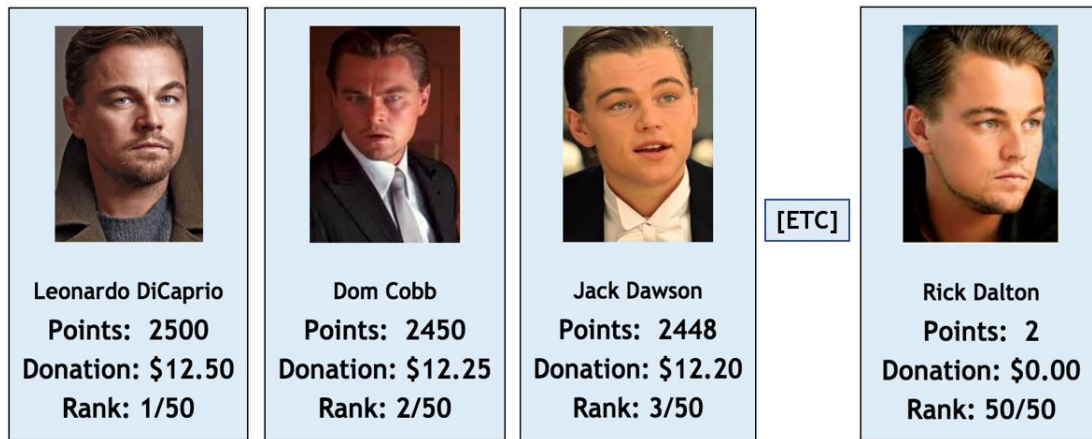 Leonardo DiCaprio
Points: 2500
Donation: $12.50
Rank: 1/50
Dom Cobb
Points: 2450
Donation: $12.25
Rank: 2/50
Jack Dawson
Points: 2448
Donation: $12.20
Rank: 3/50
[ETC]
Rick Dalton
Points: 2
Donation: $0.00
Rank: 50/50